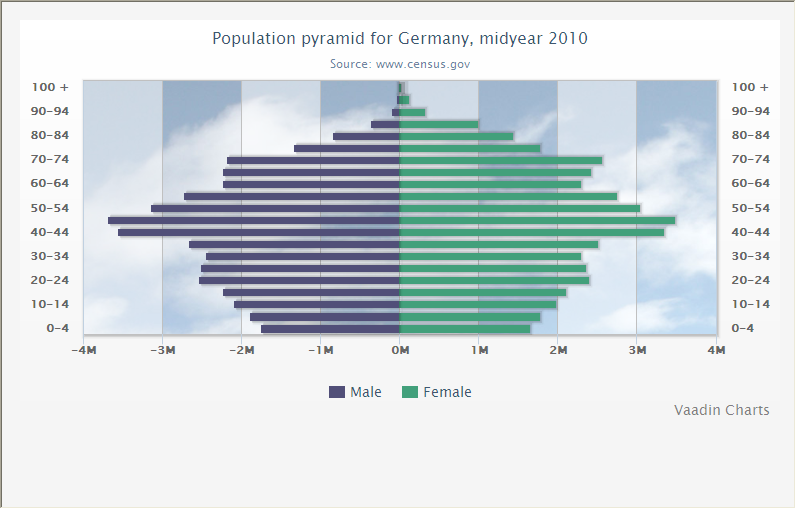 Population pyramid for Germany, midyear 2010
Source: www.census.gov
100 + 100 +
90-94 90-94
80-84 80-84
70-74 70-74
60-64 60-64
50-54 50-54
40-44 40-44
30-34 30-34
20-24 20-24
10-14 10-14
0-4 0-4
-4M -3M -2M -1M 0M 1M 2M 3M 4M
Male Female
Vaadin Charts